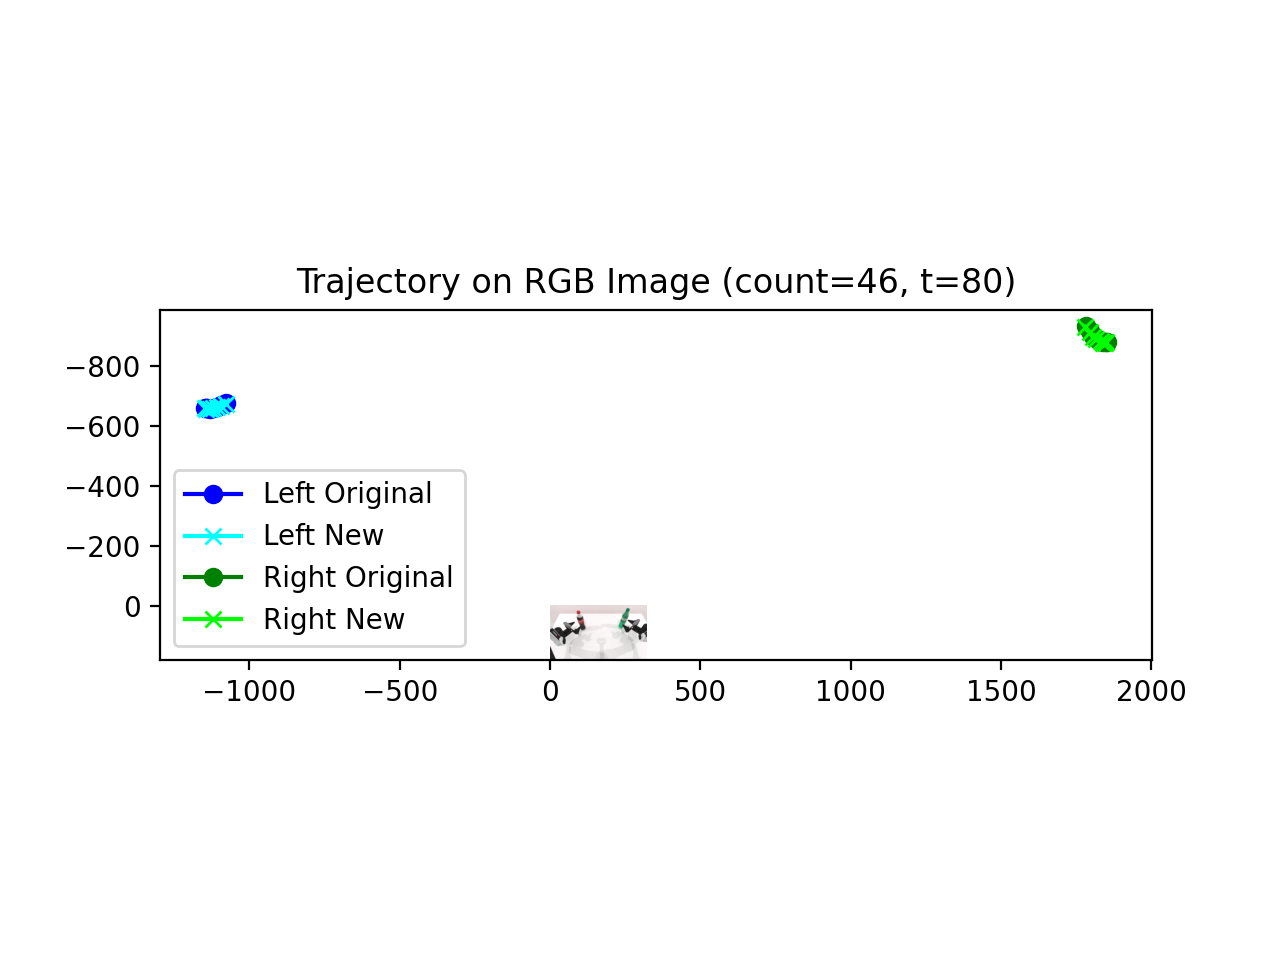 Trajectory on RGB Image (count=46, t=80)
−800
−600
−400
−200
0
Left Original
Left New
Right Original
Right New
−1000
−500
0
500
1000
1500
2000